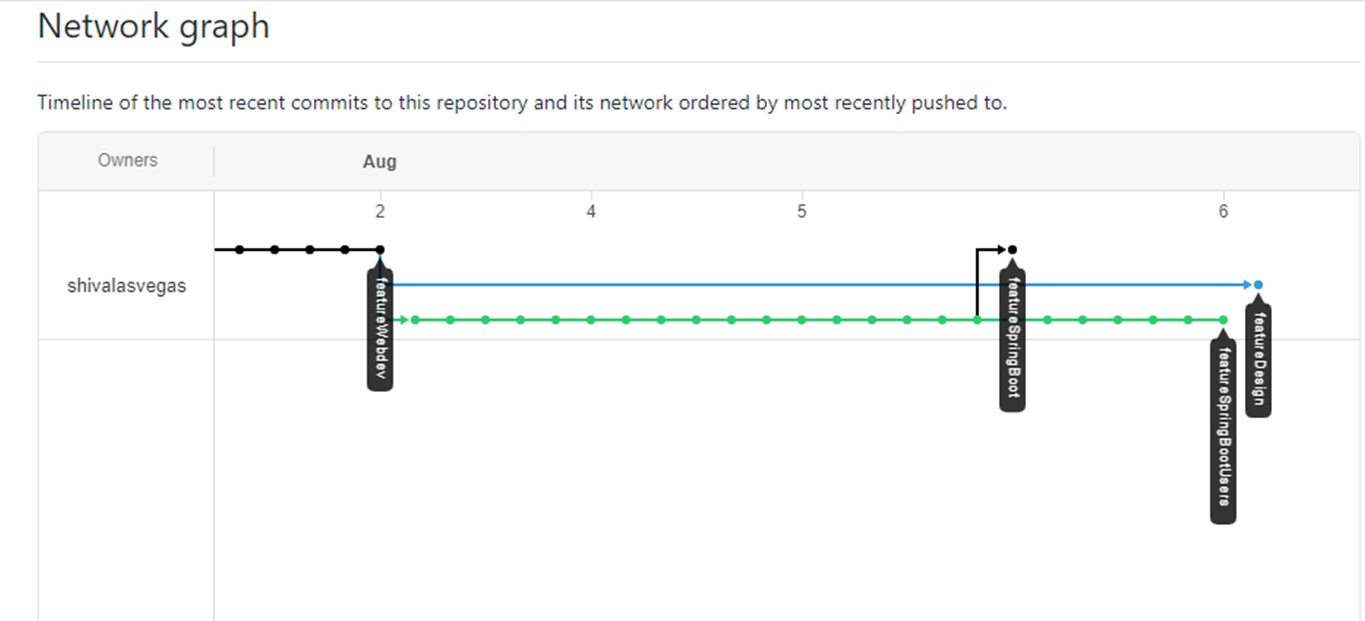 Network graph
Timeline of the most recent commits to this repository and its network ordered by most recently pushed to.
Owners
Aug
2
4
5
6
shivalasvegas
featureWebdev
featureSpringBoot
featureSpringBootUsers
featureDesign